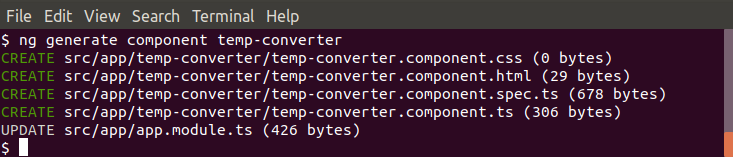 File Edit View Search Terminal Help
$ ng generate component temp-converter
CREATE src/app/temp-converter/temp-converter.component.css (0 bytes)
CREATE src/app/temp-converter/temp-converter.component.html (29 bytes)
CREATE src/app/temp-converter/temp-converter.component.spec.ts (678 bytes)
CREATE src/app/temp-converter/temp-converter.component.ts (306 bytes)
UPDATE src/app/app.module.ts (426 bytes)
$